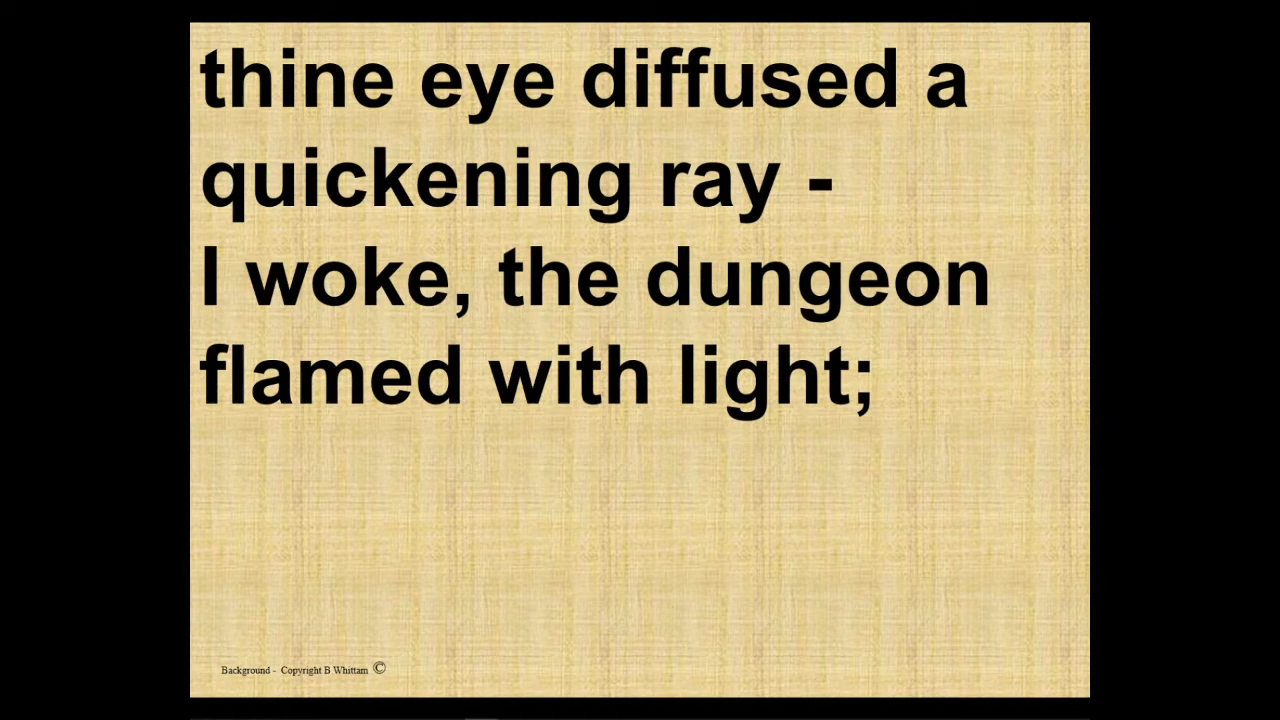 thine eye diffused a
quickening ray -
I woke, the dungeon
flamed with light;
Background - Copyright B Whittam ©